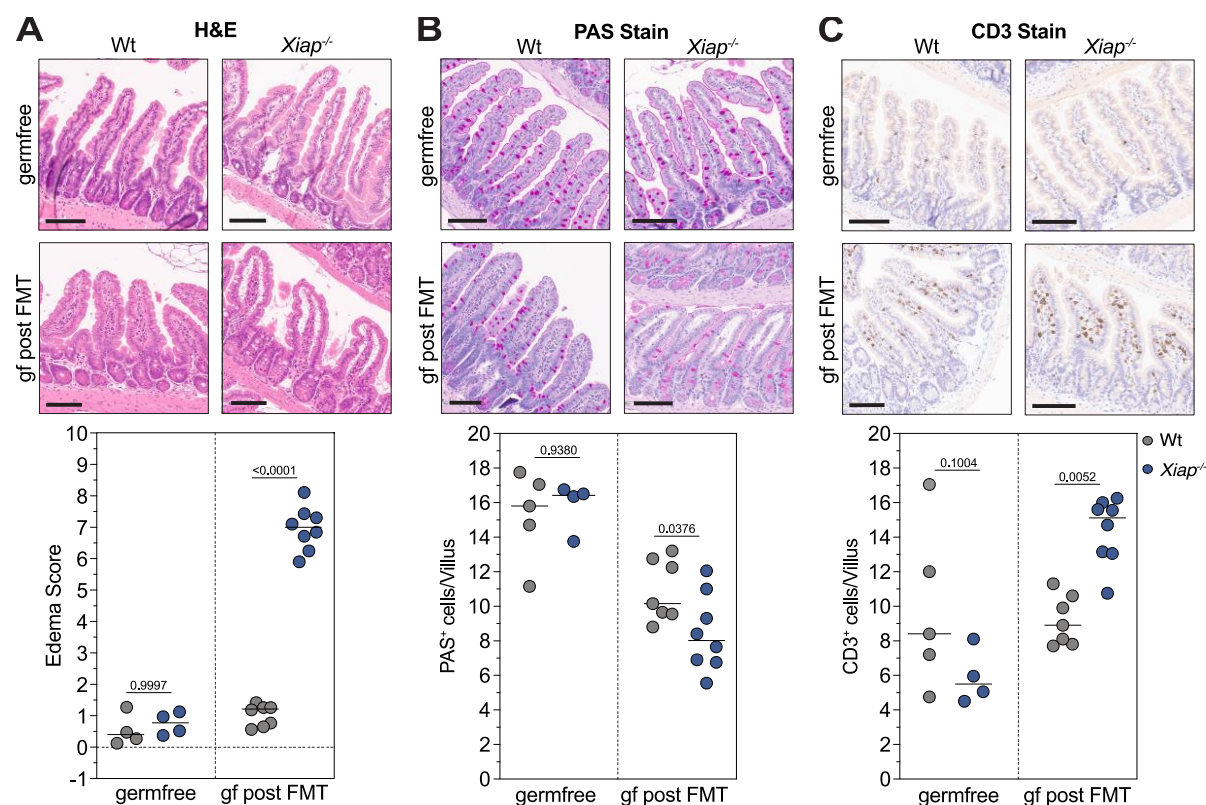 A H&E
Wt Xiap-/-
germfree
gf post FMT
Edema Score
10
9
8
7
6
5
4
3
2
1
0
-1
0.9997
<0.0001
germfree gf post FMT
B PAS Stain
Wt Xiap-/-
germfree
gf post FMT
PAS+ cells/Villus
20
18
16
14
12
10
8
6
4
2
0
0.9380
0.0376
germfree gf post FMT
C CD3 Stain
Wt Xiap-/-
germfree
gf post FMT
CD3+ cells/Villus
20
18
16
14
12
10
8
6
4
2
0
0.1004
0.0052
germfree gf post FMT
Wt
Xiap-/-